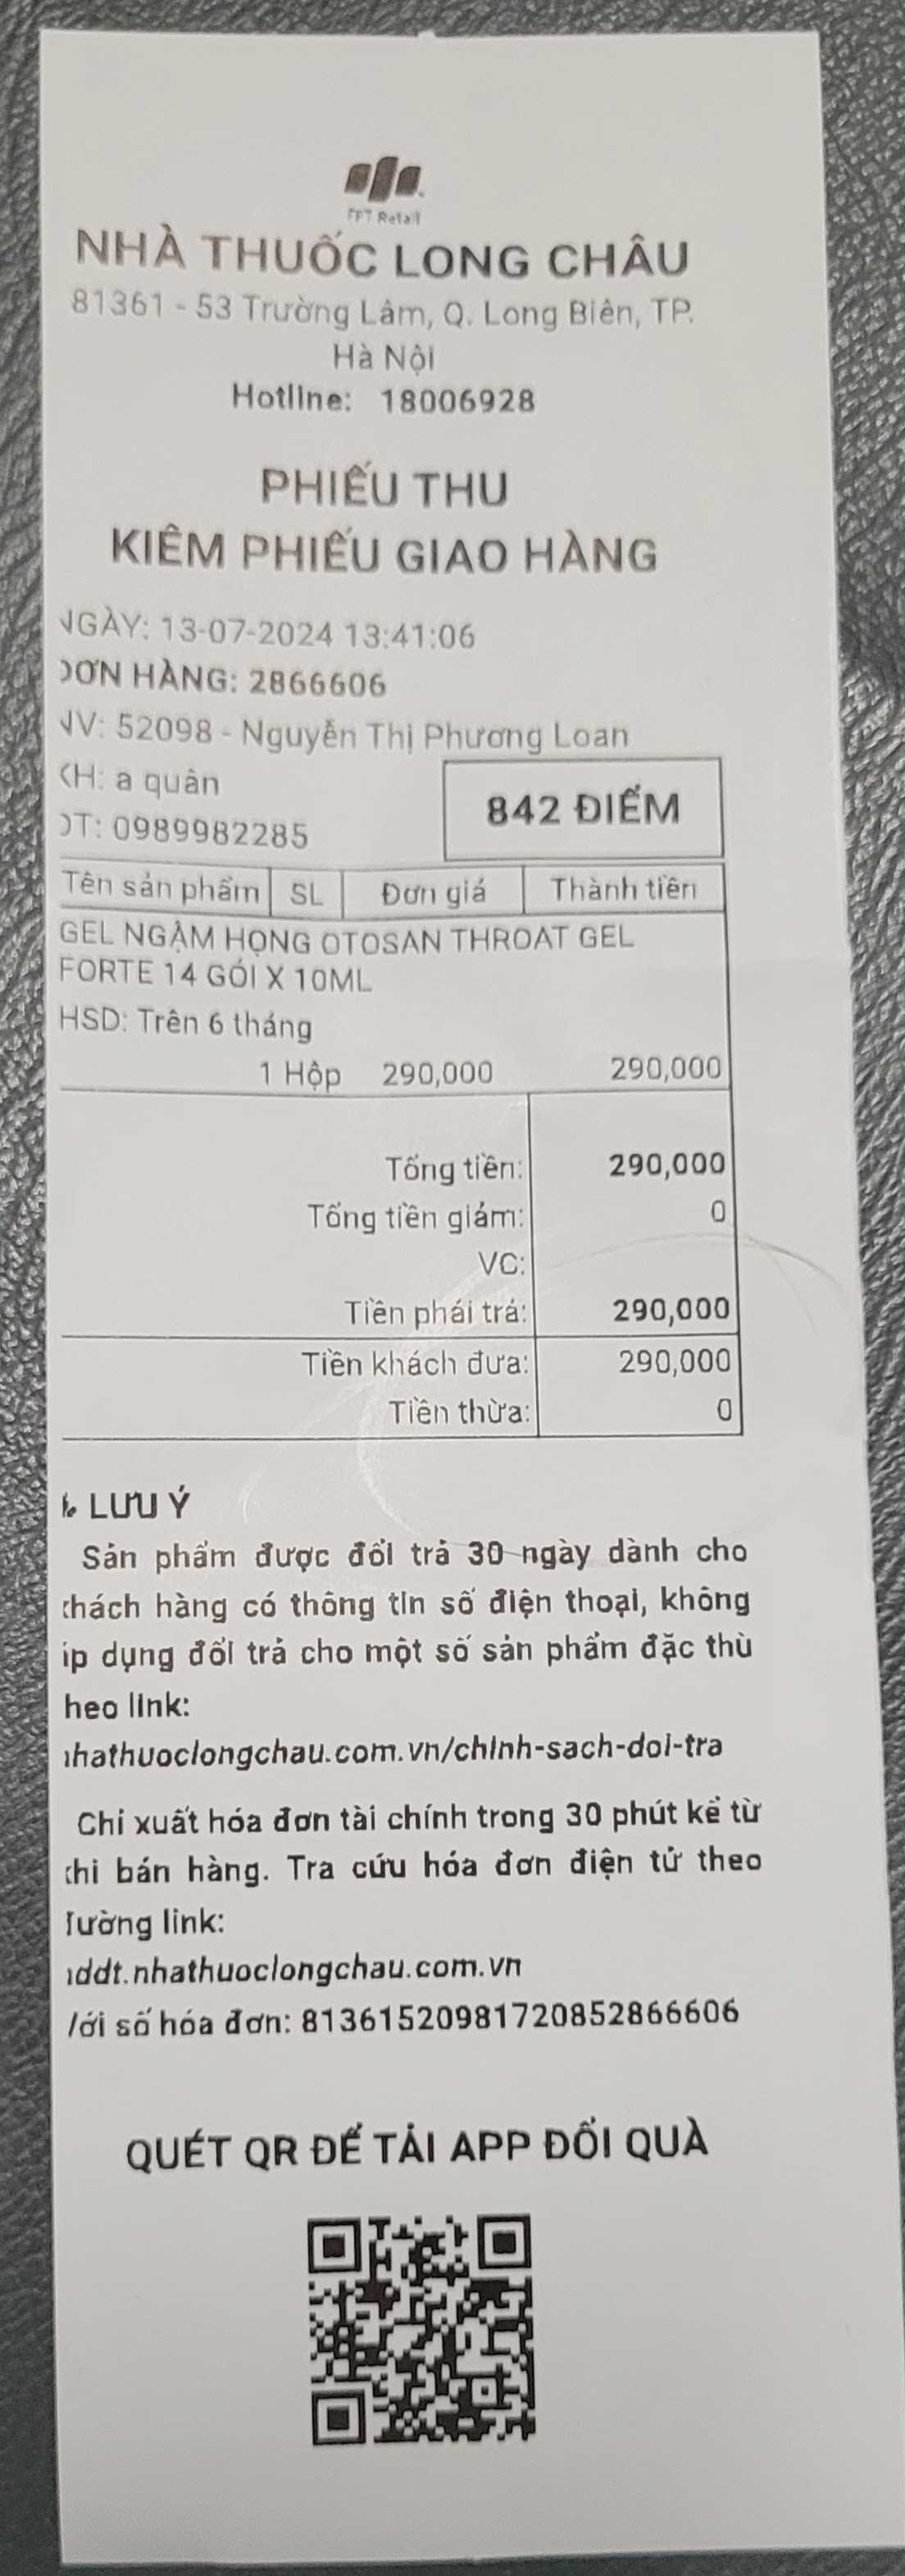 FPT Retail
NHÀ THUỐC LONG CHÂU
81361 - 53 Trường Lâm, Q. Long Biên, TP.
Hà Nội
Hotline: 18006928
PHIẾU THU
KIÊM PHIẾU GIAO HÀNG
NGÀY: 13-07-2024 13:41:06
ĐƠN HÀNG: 2866606
NV: 52098 - Nguyễn Thị Phương Loan
KH: a quân
842 ĐIỂM
ĐT: 0989982285
Tên sản phẩm SL Đơn giá Thành tiền
GEL NGẬM HỌNG OTOSAN THROAT GEL
FORTE 14 GÓI X 10ML
HSD: Trên 6 tháng
1 Hộp 290,000 290,000
Tổng tiền: 290,000
Tổng tiền giảm: 0
VC:
Tiền phải trả: 290,000
Tiền khách đưa: 290,000
Tiền thừa: 0
LƯU Ý
Sản phẩm được đổi trả 30 ngày dành cho
khách hàng có thông tin số điện thoại, không
áp dụng đổi trả cho một số sản phẩm đặc thù
theo link:
nhathuoclongchau.com.vn/chinh-sach-doi-tra
Chỉ xuất hóa đơn tài chính trong 30 phút kể từ
khi bán hàng. Tra cứu hóa đơn điện tử theo
đường link:
hddt.nhathuoclongchau.com.vn
Với số hóa đơn: 81361520981720852866606
QUÉT QR ĐỂ TẢI APP ĐỔI QUÀ